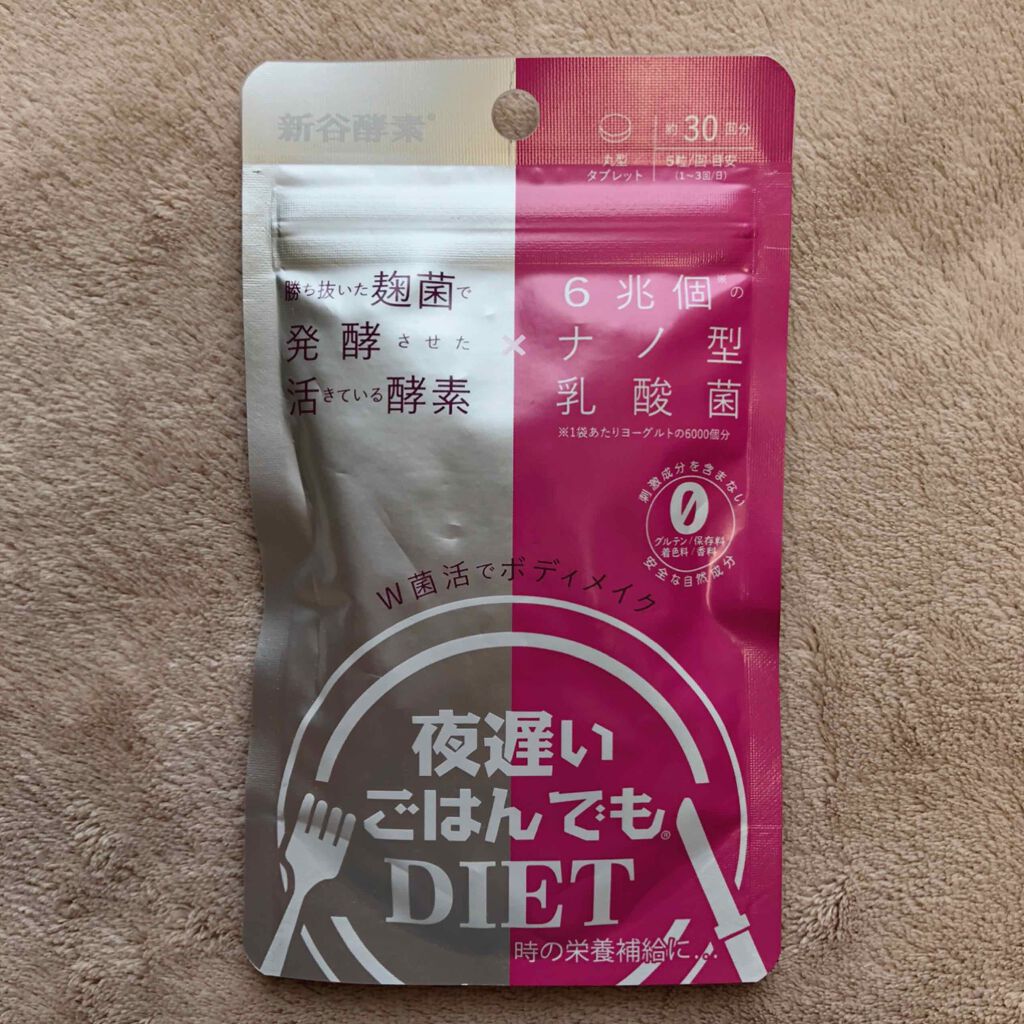 新谷酵素®
丸型
タブレット
約30回分
5粒/回 目安
(1~3回/日)
勝ち抜いた麹菌で
発酵させた
活きている酵素
×
6兆個※の
ナノ型
乳酸菌
※1袋あたりヨーグルトの6000個分
刺激成分を含まない
0
グルテン/保存料
着色料/香料
安全な自然成分
W菌活でボディメイク
夜遅い
ごはんでも®
DIET
時の栄養補給に...